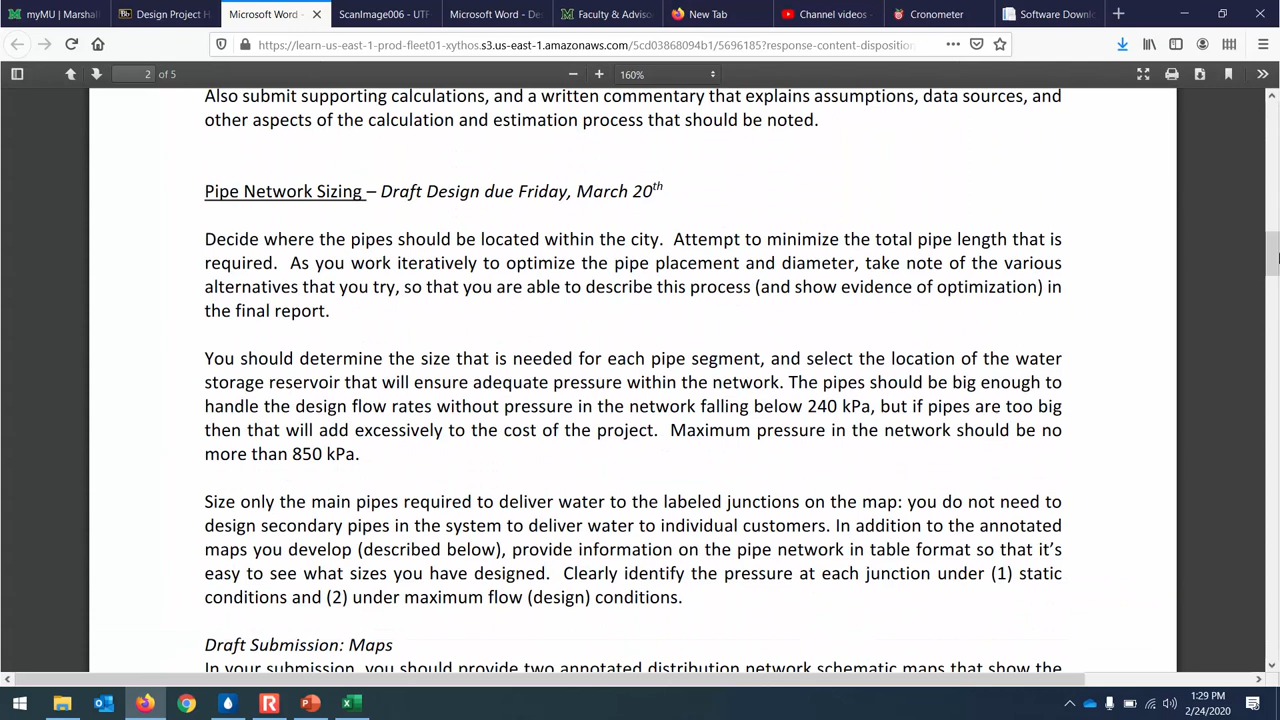 myMU | Marshall
Design Project H
Microsoft Word -
ScanImage006 - UTF
Microsoft Word - De
Faculty & Adviso
New Tab
Channel videos -
Cronometer
Software Downl
https://learn-us-east-1-prod-fleet01-xythos.s3.us-east-1.amazonaws.com/5cd03868094b1/5696185?response-content-disposition
2 of 5
160%
Also submit supporting calculations, and a written commentary that explains assumptions, data sources, and
other aspects of the calculation and estimation process that should be noted.
Pipe Network Sizing – Draft Design due Friday, March 20th
Decide where the pipes should be located within the city. Attempt to minimize the total pipe length that is
required. As you work iteratively to optimize the pipe placement and diameter, take note of the various
alternatives that you try, so that you are able to describe this process (and show evidence of optimization) in
the final report.
You should determine the size that is needed for each pipe segment, and select the location of the water
storage reservoir that will ensure adequate pressure within the network. The pipes should be big enough to
handle the design flow rates without pressure in the network falling below 240 kPa, but if pipes are too big
then that will add excessively to the cost of the project. Maximum pressure in the network should be no
more than 850 kPa.
Size only the main pipes required to deliver water to the labeled junctions on the map: you do not need to
design secondary pipes in the system to deliver water to individual customers. In addition to the annotated
maps you develop (described below), provide information on the pipe network in table format so that it's
easy to see what sizes you have designed. Clearly identify the pressure at each junction under (1) static
conditions and (2) under maximum flow (design) conditions.
Draft Submission: Maps
In your submission, you should provide two annotated distribution network schematic maps that show the
1:29 PM
2/24/2020